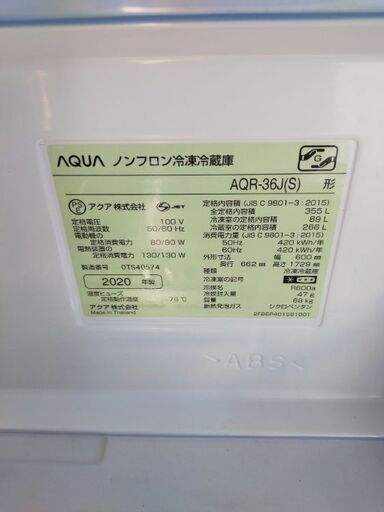 AQUA ノンフロン冷凍冷蔵庫
AQR-36J(S) 形
PS
E
アクア株式会社 JET
定格電圧 100 V
定格周波数 50/60 Hz
電動機の
定格消費電力 80/80 W
電熱装置の
定格消費電力 130/130 W
製造番号 0TS40574
2020 年製
温度ヒューズ
定格動作温度 76℃
アクア株式会社
Made in Thailand
G
定格内容積 (JIS C 9801-3:2015)
全定格内容積 355 L
冷凍室の定格内容積 89 L
冷蔵室の定格内容積 266 L
消費電力量 (JIS C 9801-3:2015)
50Hz 420 kWh/年
60Hz 420 kWh/年
外形寸法 幅 600 mm
奥行 662 mm 高さ 1729 mm
種類 冷凍冷蔵庫
冷凍室の記号
冷媒名 R600a
冷媒封入量 47 g
質量 68 kg
断熱発泡ガス シクロペンタン
2FB6P401981001
>ABS<